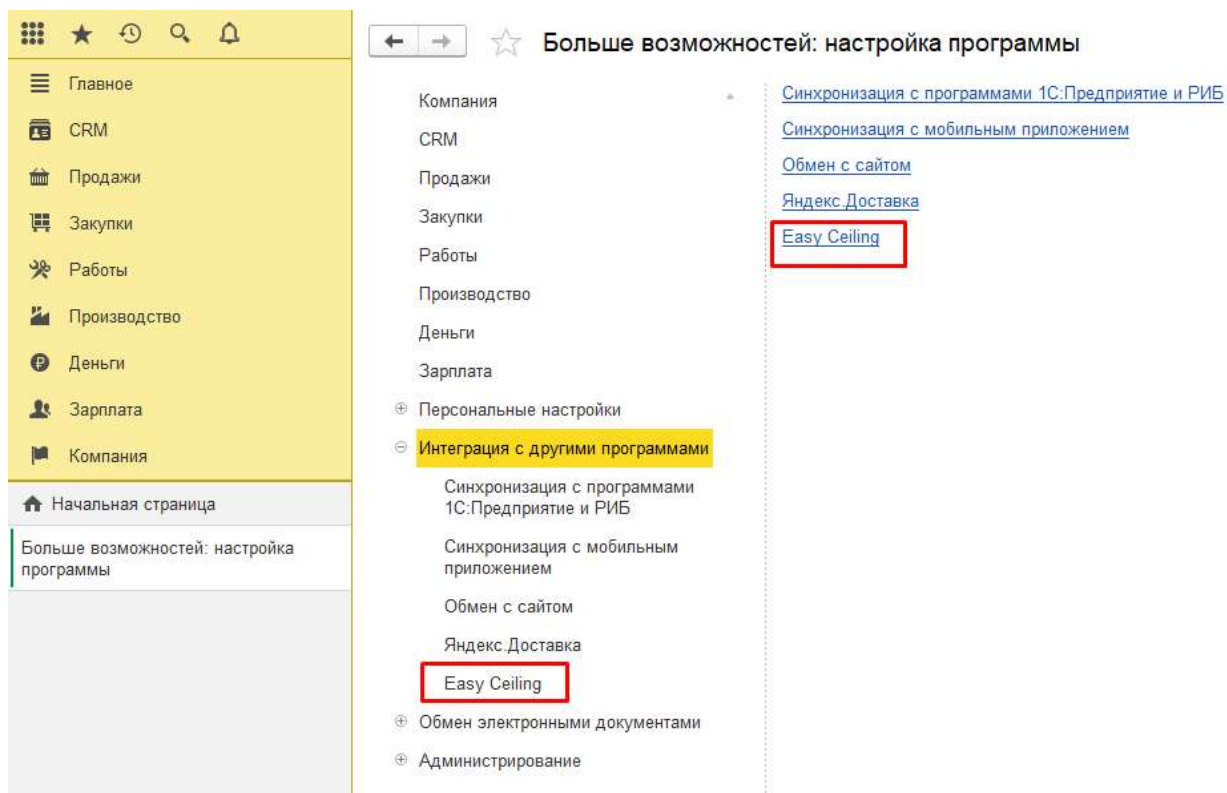 Больше возможностей: настройка программы
Главное
CRM
Продажи
Закупки
Работы
Производство
Деньги
Зарплата
Компания
Начальная страница
Больше возможностей: настройка
программы
Компания
CRM
Продажи
Закупки
Работы
Производство
Деньги
Зарплата
Персональные настройки
Интеграция с другими программами
Синхронизация с программами
1С:Предприятие и РИБ
Синхронизация с мобильным
приложением
Обмен с сайтом
Яндекс.Доставка
Easy Ceiling
Обмен электронными документами
Администрирование
Синхронизация с программами 1С:Предприятие и РИБ
Синхронизация с мобильным приложением
Обмен с сайтом
Яндекс.Доставка
Easy Ceiling